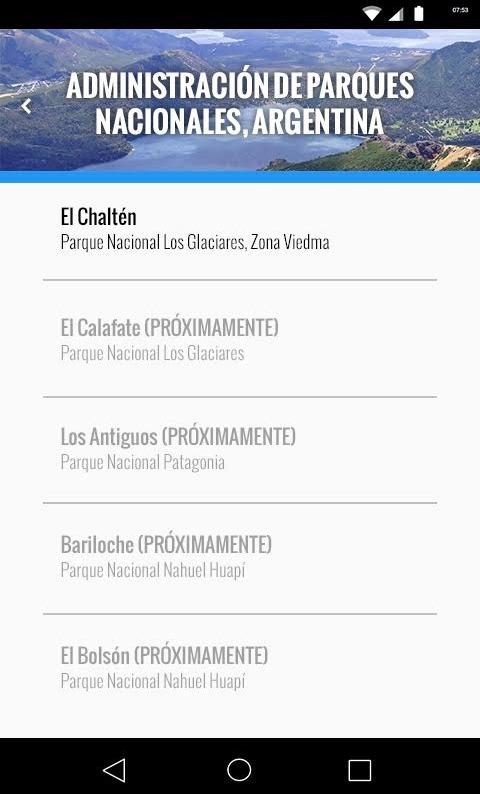 07:53
ADMINISTRACIÓN DE PARQUES
NACIONALES, ARGENTINA
El Chaltén
Parque Nacional Los Glaciares, Zona Viedma
El Calafate (PRÓXIMAMENTE)
Parque Nacional Los Glaciares
Los Antiguos (PRÓXIMAMENTE)
Parque Nacional Patagonia
Bariloche (PRÓXIMAMENTE)
Parque Nacional Nahuel Huapí
El Bolsón (PRÓXIMAMENTE)
Parque Nacional Nahuel Huapí